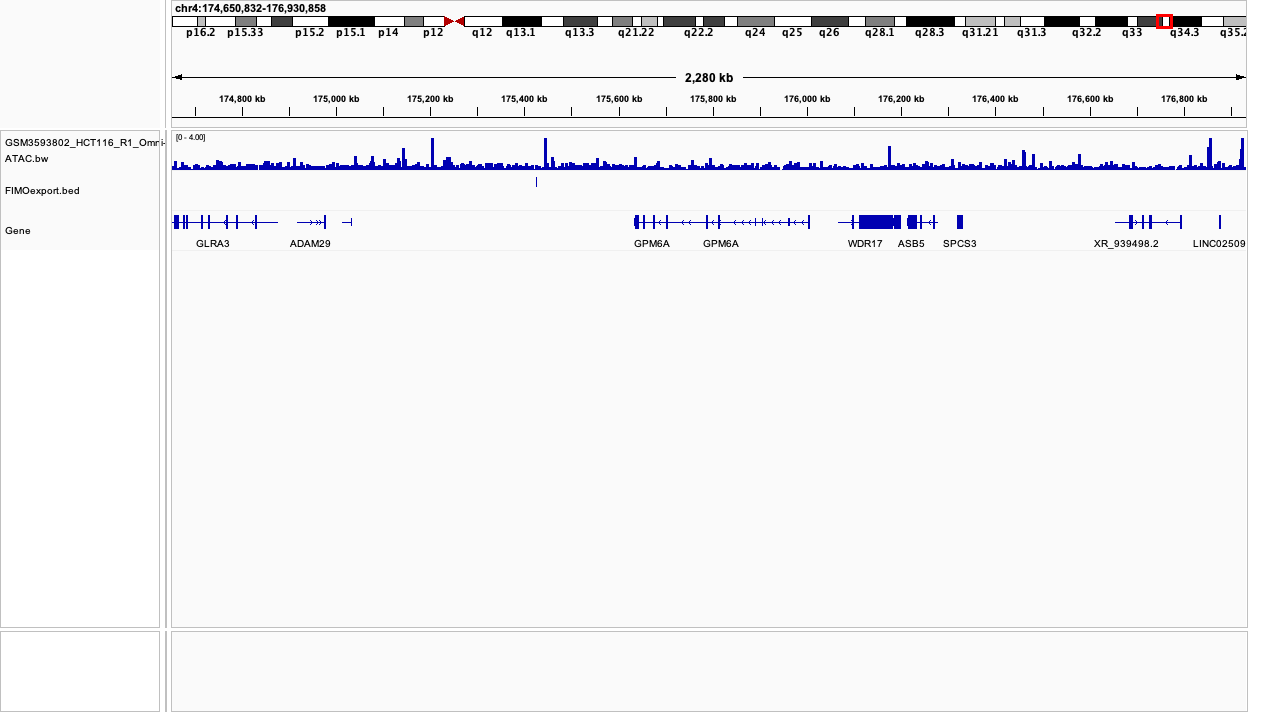 chr4:174,650,832-176,930,858
p16.2 p15.33 p15.2 p15.1 p14 p12 q12 q13.1 q13.3 q21.22 q22.2 q24 q25 q26 q28.1 q28.3 q31.21 q31.3 q32.2 q33 q34.3 q35.2
2,280 kb
174,800 kb 175,000 kb 175,200 kb 175,400 kb 175,600 kb 175,800 kb 176,000 kb 176,200 kb 176,400 kb 176,600 kb 176,800 kb
[0 - 4.00]
GSM3593802_HCT116_R1_Omni-
ATAC.bw
FIMOexport.bed
Gene
GLRA3 ADAM29 GPM6A GPM6A WDR17 ASB5 SPCS3 XR_939498.2 LINC02509